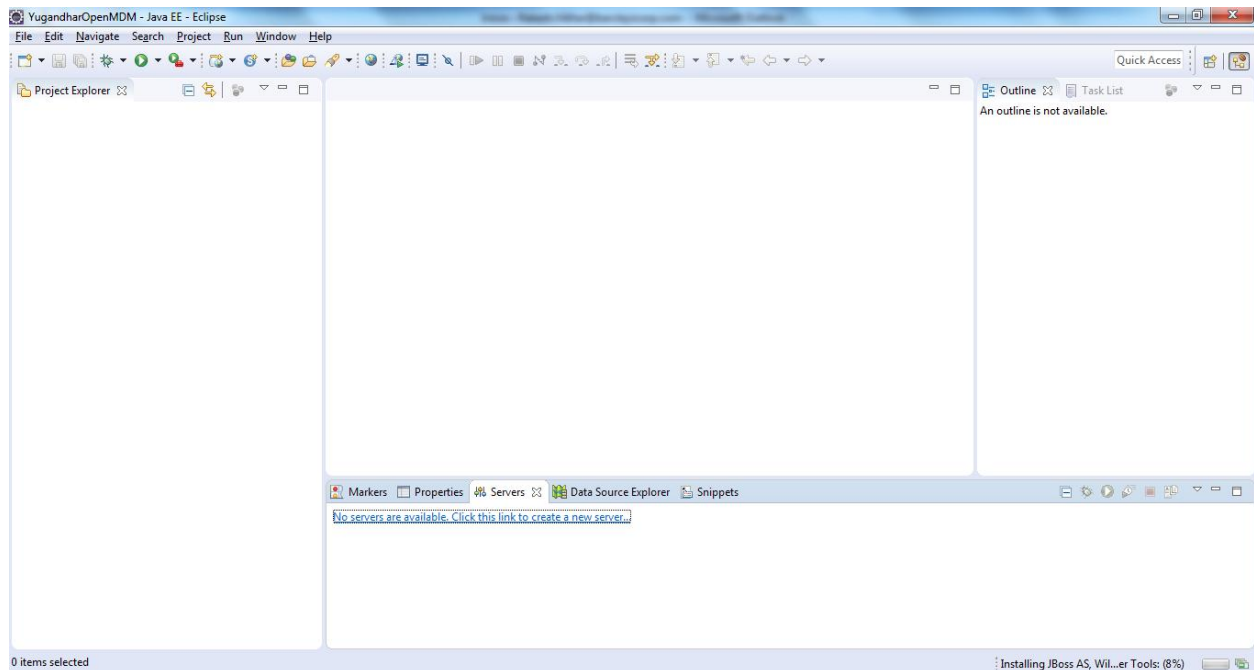 YugandharOpenMDM - Java EE - Eclipse
File Edit Navigate Search Project Run Window Help
Quick Access
Project Explorer
Outline Task List
An outline is not available.
Markers Properties Servers Data Source Explorer Snippets
No servers are available. Click this link to create a new server...
0 items selected
Installing JBoss AS, Wil...er Tools: (8%)